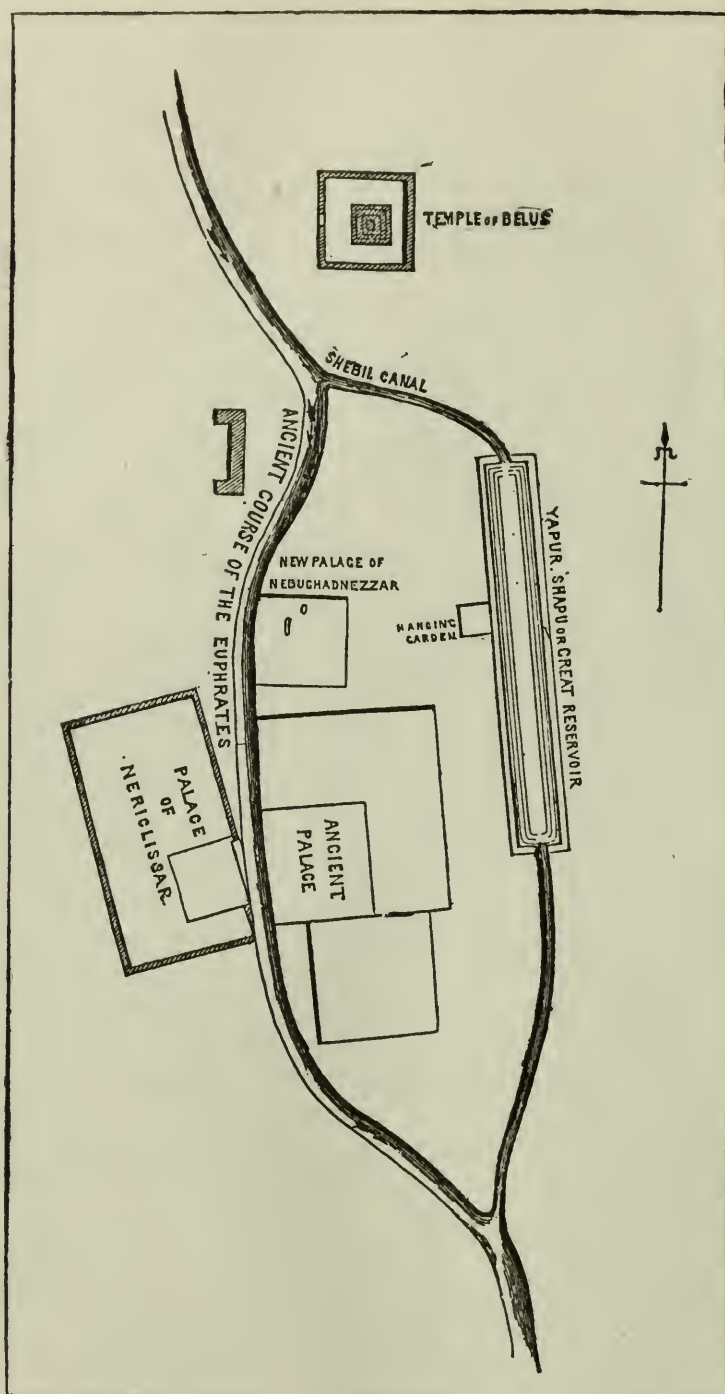 TEMPLE OF BELUS
SHEBIL CANAL
ANCIENT COURSE OF THE EUPHRATES
YAPUR. SHAPU OR GREAT RESERVOIR
NEW PALACE OF
NEBUCHADNEZZAR
HANGING
GARDEN
PALACE
OF
NERICLISSAR
ANCIENT
PALACE